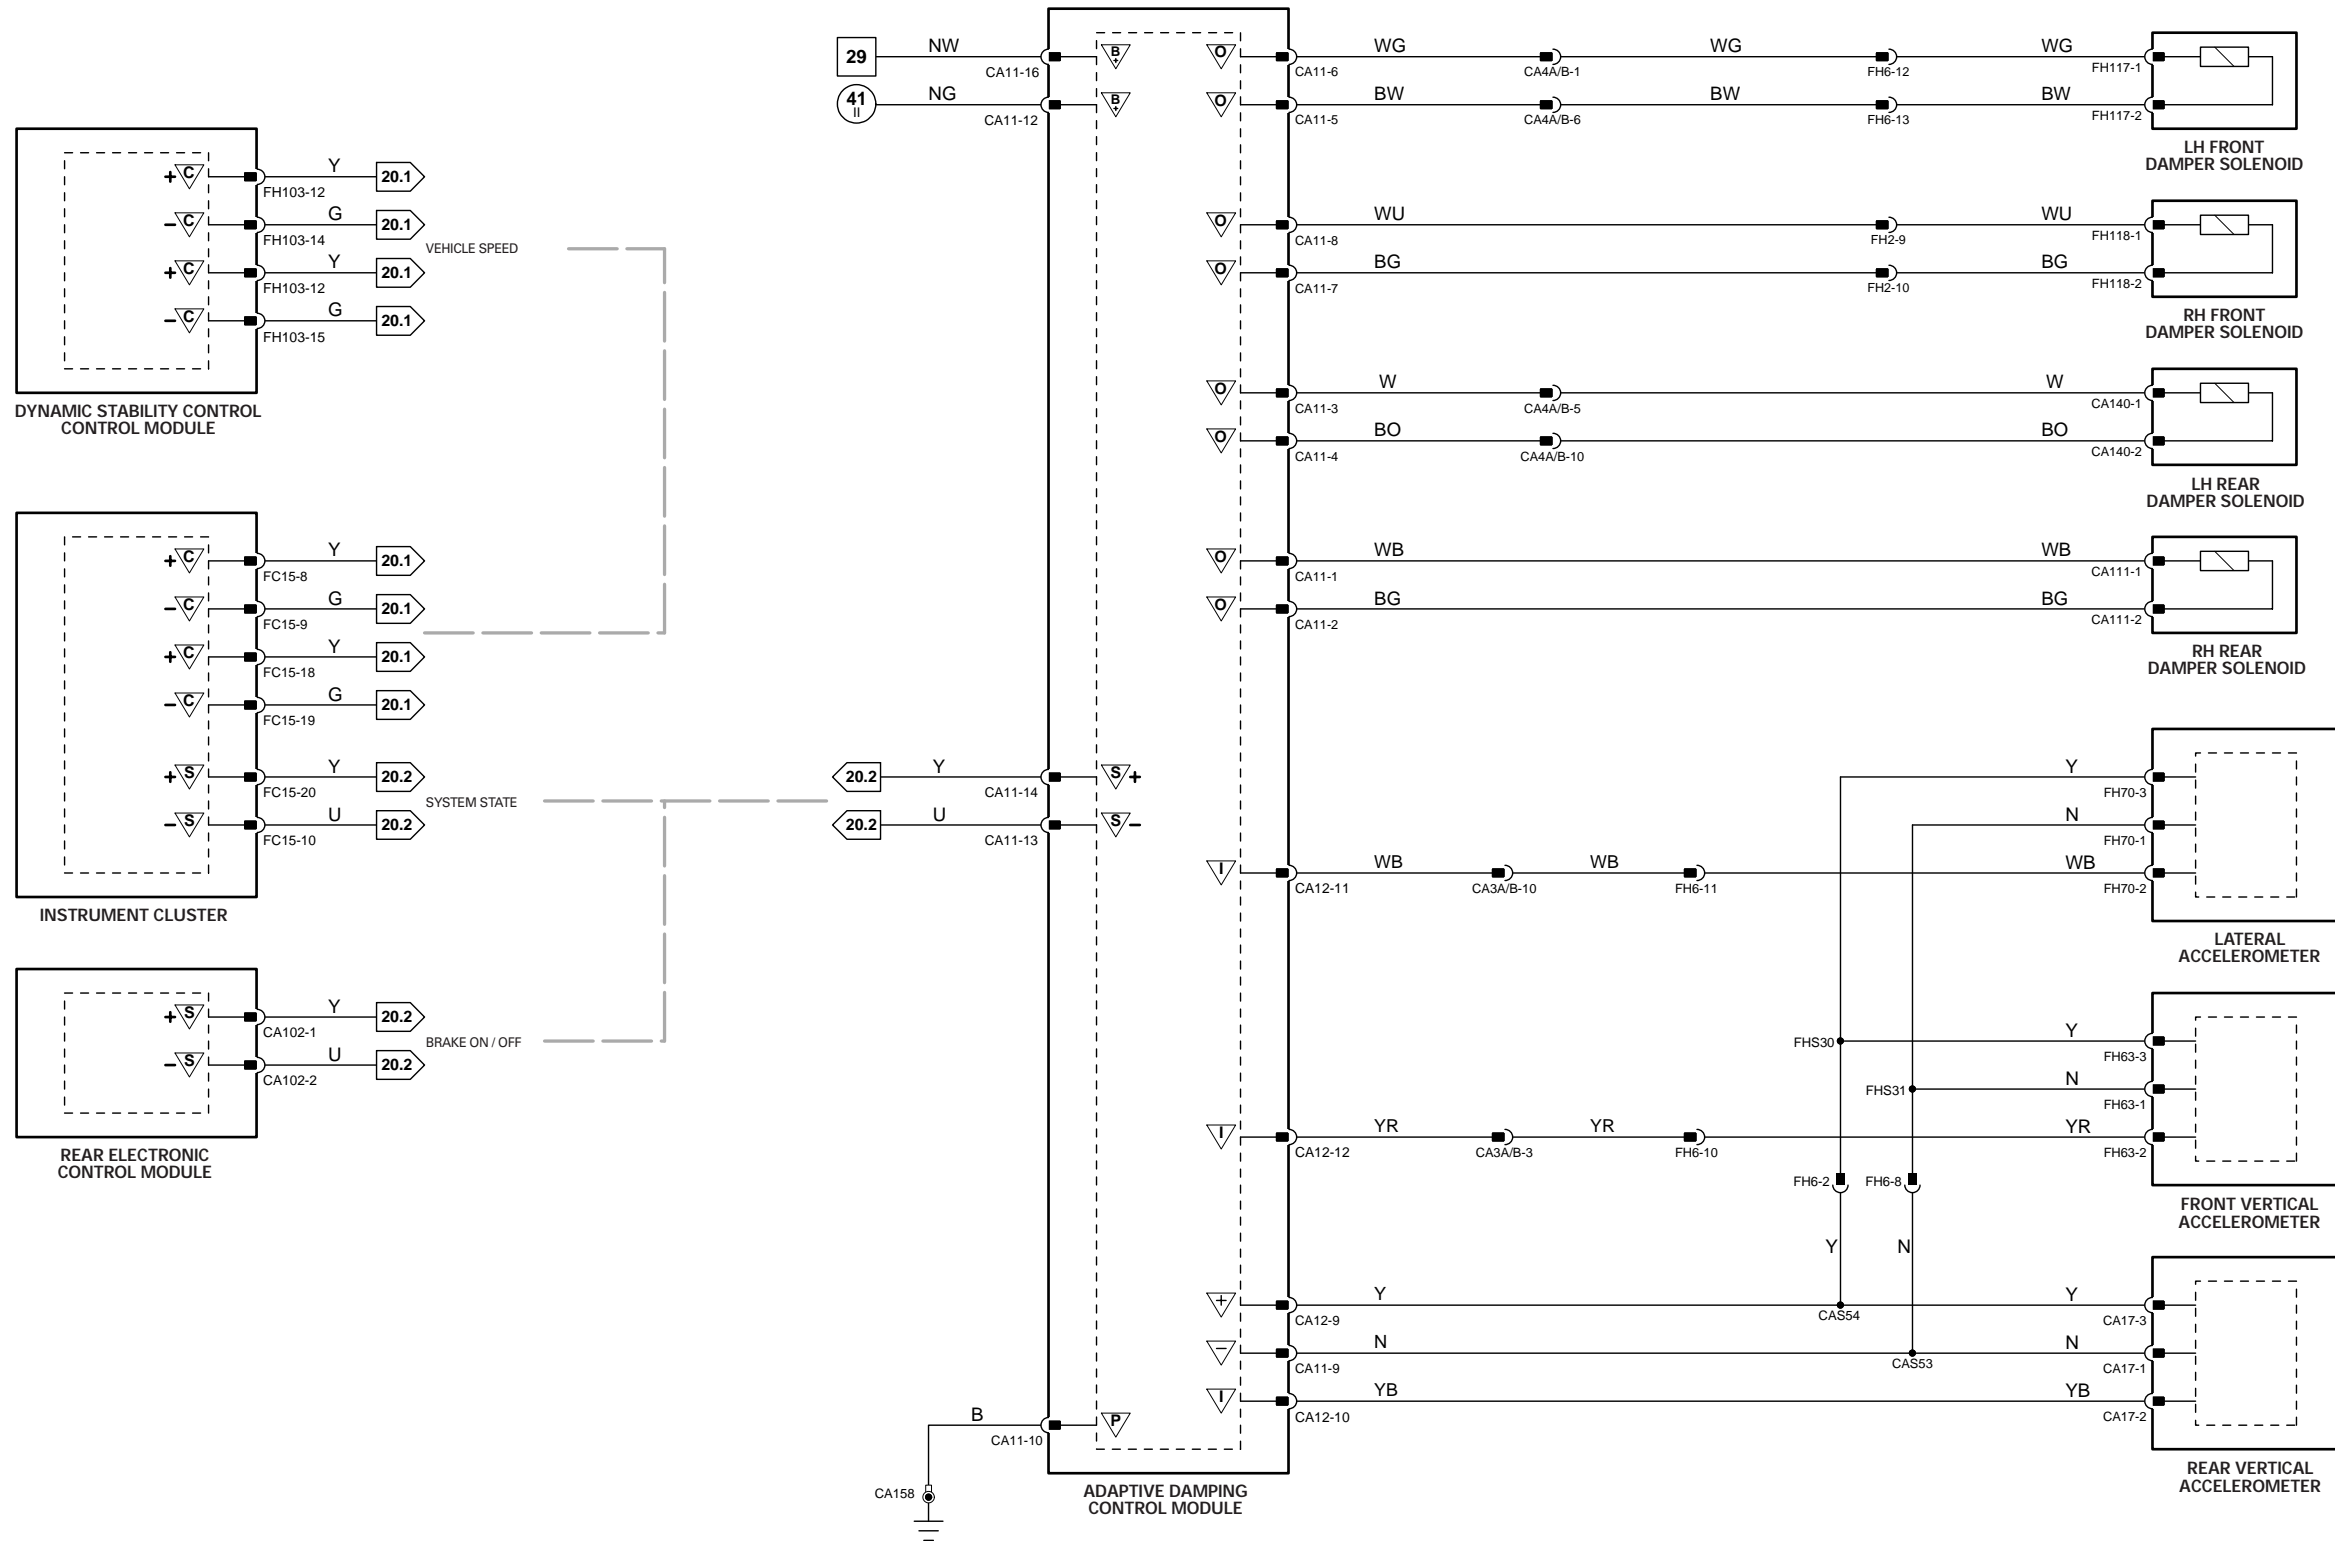 29
NW
CA11-16
B
+
O
CA11-6
WG
CA4A/B-1
WG
FH6-12
WG
FH117-1
41
II
NG
CA11-12
B
+
O
CA11-5
BW
CA4A/B-6
BW
FH6-13
BW
FH117-2
LH FRONT
DAMPER SOLENOID
+ C
FH103-12
Y
20.1
- C
FH103-14
G
20.1
VEHICLE SPEED
+ C
FH103-12
Y
20.1
- C
FH103-15
G
20.1
DYNAMIC STABILITY CONTROL
CONTROL MODULE
O
CA11-8
WU
FH2-9
WU
FH118-1
O
CA11-7
BG
FH2-10
BG
FH118-2
RH FRONT
DAMPER SOLENOID
O
CA11-3
W
CA4A/B-5
W
CA140-1
O
CA11-4
BO
CA4A/B-10
BO
CA140-2
LH REAR
DAMPER SOLENOID
O
CA11-1
WB
WB
CA111-1
O
CA11-2
BG
BG
CA111-2
RH REAR
DAMPER SOLENOID
+ C
FC15-8
Y
20.1
- C
FC15-9
G
20.1
+ C
FC15-18
Y
20.1
- C
FC15-19
G
20.1
+ S
FC15-20
Y
20.2
SYSTEM STATE
- S
FC15-10
U
20.2
INSTRUMENT CLUSTER
20.2
Y
CA11-14
S +
20.2
U
CA11-13
S -
Y
FH70-3
N
FH70-1
I
CA12-11
WB
CA3A/B-10
WB
FH6-11
WB
FH70-2
LATERAL
ACCELEROMETER
+ S
CA102-1
Y
20.2
BRAKE ON / OFF
- S
CA102-2
U
20.2
REAR ELECTRONIC
CONTROL MODULE
FHS30
Y
FH63-3
FHS31
N
FH63-1
I
CA12-12
YR
CA3A/B-3
YR
FH6-10
YR
FH63-2
FH6-2
FH6-8
FRONT VERTICAL
ACCELEROMETER
Y
N
+
CA12-9
Y
CAS54
Y
CA17-3
-
CA11-9
N
CAS53
N
CA17-1
I
CA12-10
YB
YB
CA17-2
REAR VERTICAL
ACCELEROMETER
B
CA11-10
P
CA158
ADAPTIVE DAMPING
CONTROL MODULE